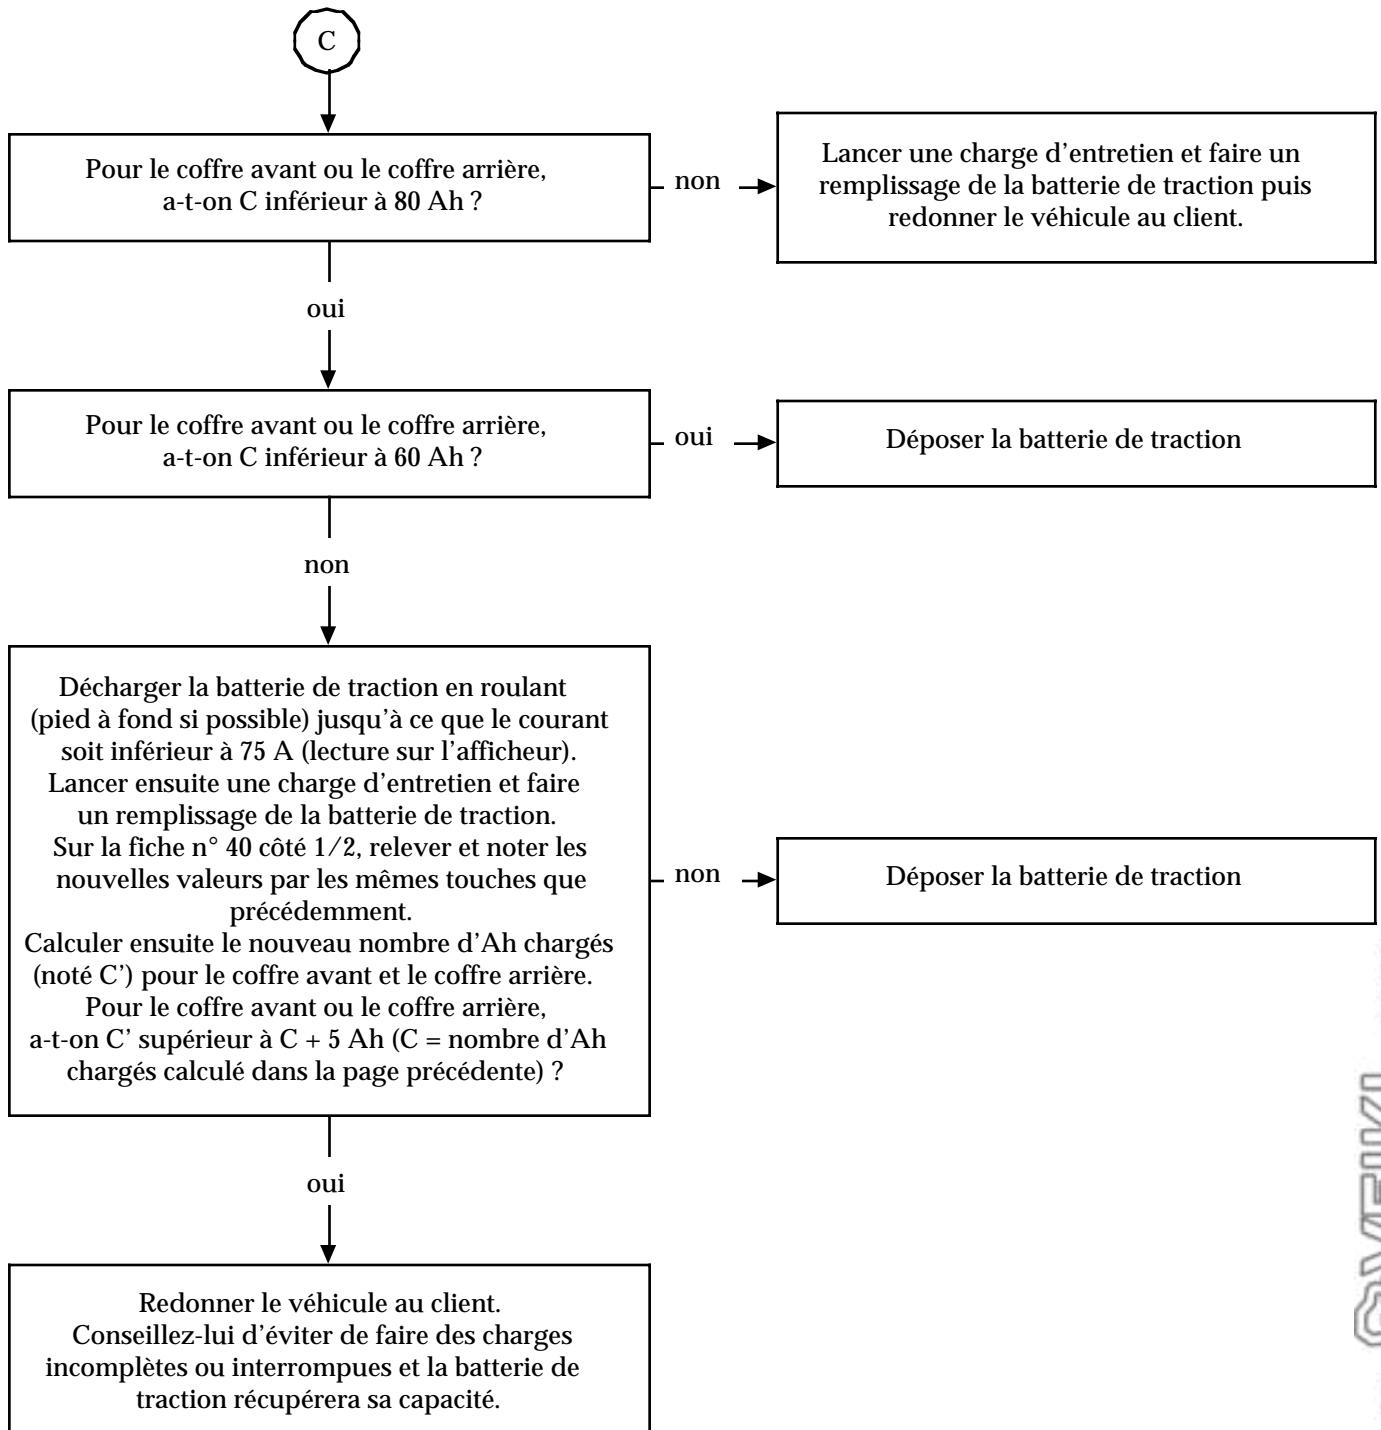 C
Pour le coffre avant ou le coffre arrière,
a-t-on C inférieur à 80 Ah ?
non
Lancer une charge d’entretien et faire un
remplissage de la batterie de traction puis
redonner le véhicule au client.
oui
Pour le coffre avant ou le coffre arrière,
a-t-on C inférieur à 60 Ah ?
oui
Déposer la batterie de traction
non
Décharger la batterie de traction en roulant
(pied à fond si possible) jusqu’à ce que le courant
soit inférieur à 75 A (lecture sur l’afficheur).
Lancer ensuite une charge d’entretien et faire
un remplissage de la batterie de traction.
Sur la fiche n° 40 côté 1/2, relever et noter les
nouvelles valeurs par les mêmes touches que
précédemment.
Calculer ensuite le nouveau nombre d’Ah chargés
(noté C’) pour le coffre avant et le coffre arrière.
Pour le coffre avant ou le coffre arrière,
a-t-on C’ supérieur à C + 5 Ah (C = nombre d’Ah
chargés calculé dans la page précédente) ?
non
Déposer la batterie de traction
oui
Redonner le véhicule au client.
Conseillez-lui d'éviter de faire des charges
incomplètes ou interrompues et la batterie de
traction récupérera sa capacité.